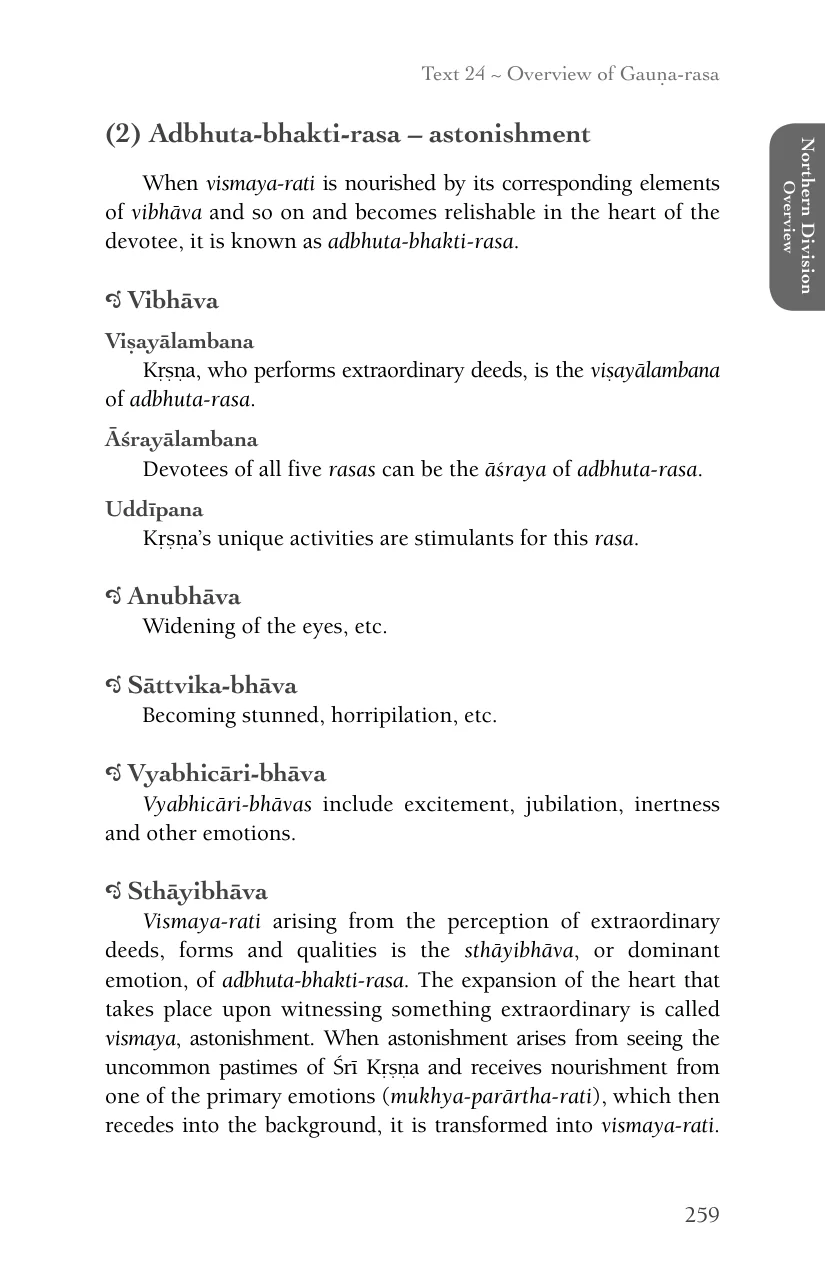 Text 24 ~ Overview of Gauṇa-rasa
(2) Adbhuta-bhakti-rasa – astonishment
When vismaya-rati is nourished by its corresponding elements
of vibhāva and so on and becomes relishable in the heart of the
devotee, it is known as adbhuta-bhakti-rasa.
Vibhāva
Viṣayālambana
Kṛṣṇa, who performs extraordinary deeds, is the viṣayālambana
of adbhuta-rasa.
Āśrayālambana
Devotees of all five rasas can be the āśraya of adbhuta-rasa.
Uddīpana
Kṛṣṇa’s unique activities are stimulants for this rasa.
Anubhāva
Widening of the eyes, etc.
Sāttvika-bhāva
Becoming stunned, horripilation, etc.
Vyabhicāri-bhāva
Vyabhicāri-bhāvas include excitement, jubilation, inertness
and other emotions.
Sthāyibhāva
Vismaya-rati arising from the perception of extraordinary
deeds, forms and qualities is the sthāyibhāva, or dominant
emotion, of adbhuta-bhakti-rasa. The expansion of the heart that
takes place upon witnessing something extraordinary is called
vismaya, astonishment. When astonishment arises from seeing the
uncommon pastimes of Śrī Kṛṣṇa and receives nourishment from
one of the primary emotions (mukhya-parārtha-rati), which then
recedes into the background, it is transformed into vismaya-rati.
Northern Division
Overview
259